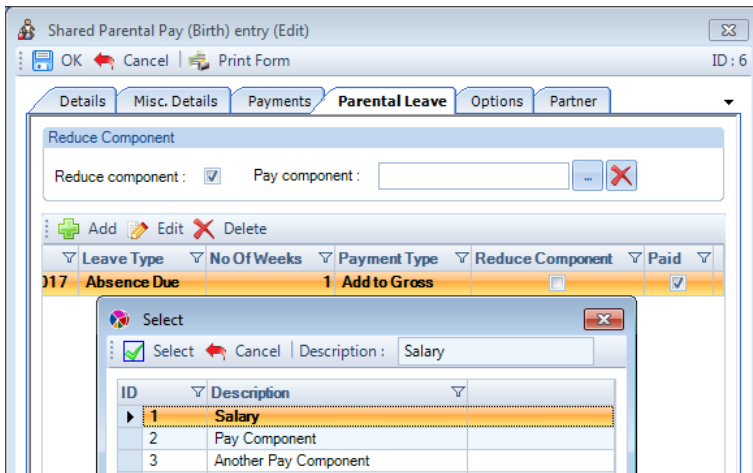 Shared Parental Pay (Birth) entry (Edit)
OK Cancel Print Form ID : 6
Details Misc. Details Payments Parental Leave Options Partner
Reduce Component
Reduce component : Pay component : ...
Add Edit Delete
Leave Type No Of Weeks Payment Type Reduce Component Paid
017 Absence Due 1 Add to Gross
Select
Select Cancel Description : Salary
ID Description
1 Salary
2 Pay Component
3 Another Pay Component